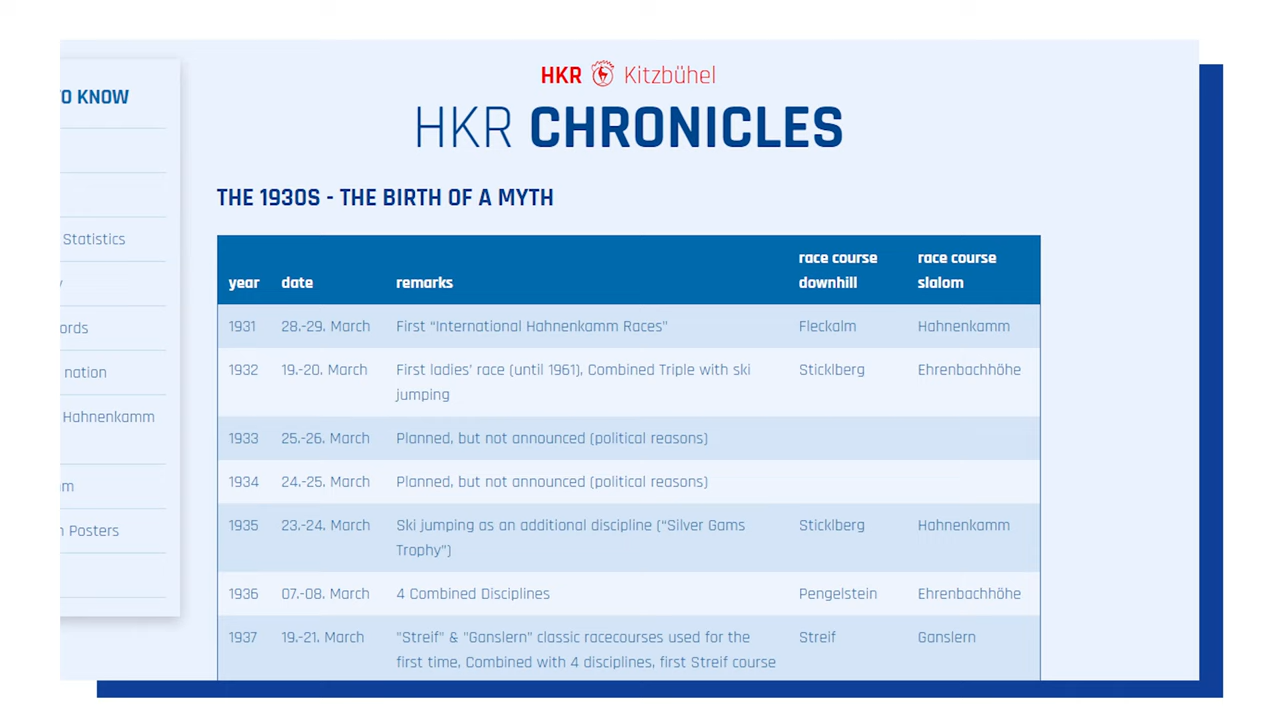 HKR Kitzbühel
HKR CHRONICLES
TO KNOW
Statistics
nation
Hahnenkamm
Posters
THE 1930S - THE BIRTH OF A MYTH
year date remarks race course downhill race course slalom
1931 28.-29. March First “International Hahnenkamm Races” Fleckalm Hahnenkamm
1932 19.-20. March First ladies’ race (until 1961), Combined Triple with ski Sticklberg Ehrenbachhöhe
jumping
1933 25.-26. March Planned, but not announced (political reasons)
1934 24.-25. March Planned, but not announced (political reasons)
1935 23.-24. March Ski jumping as an additional discipline (“Silver Gams Sticklberg Hahnenkamm
Trophy”)
1936 07.-08. March 4 Combined Disciplines Pengelstein Ehrenbachhöhe
1937 19.-21. March "Streif" & "Ganslern" classic racecourses used for the Streif Ganslern
first time, Combined with 4 disciplines, first Streif course